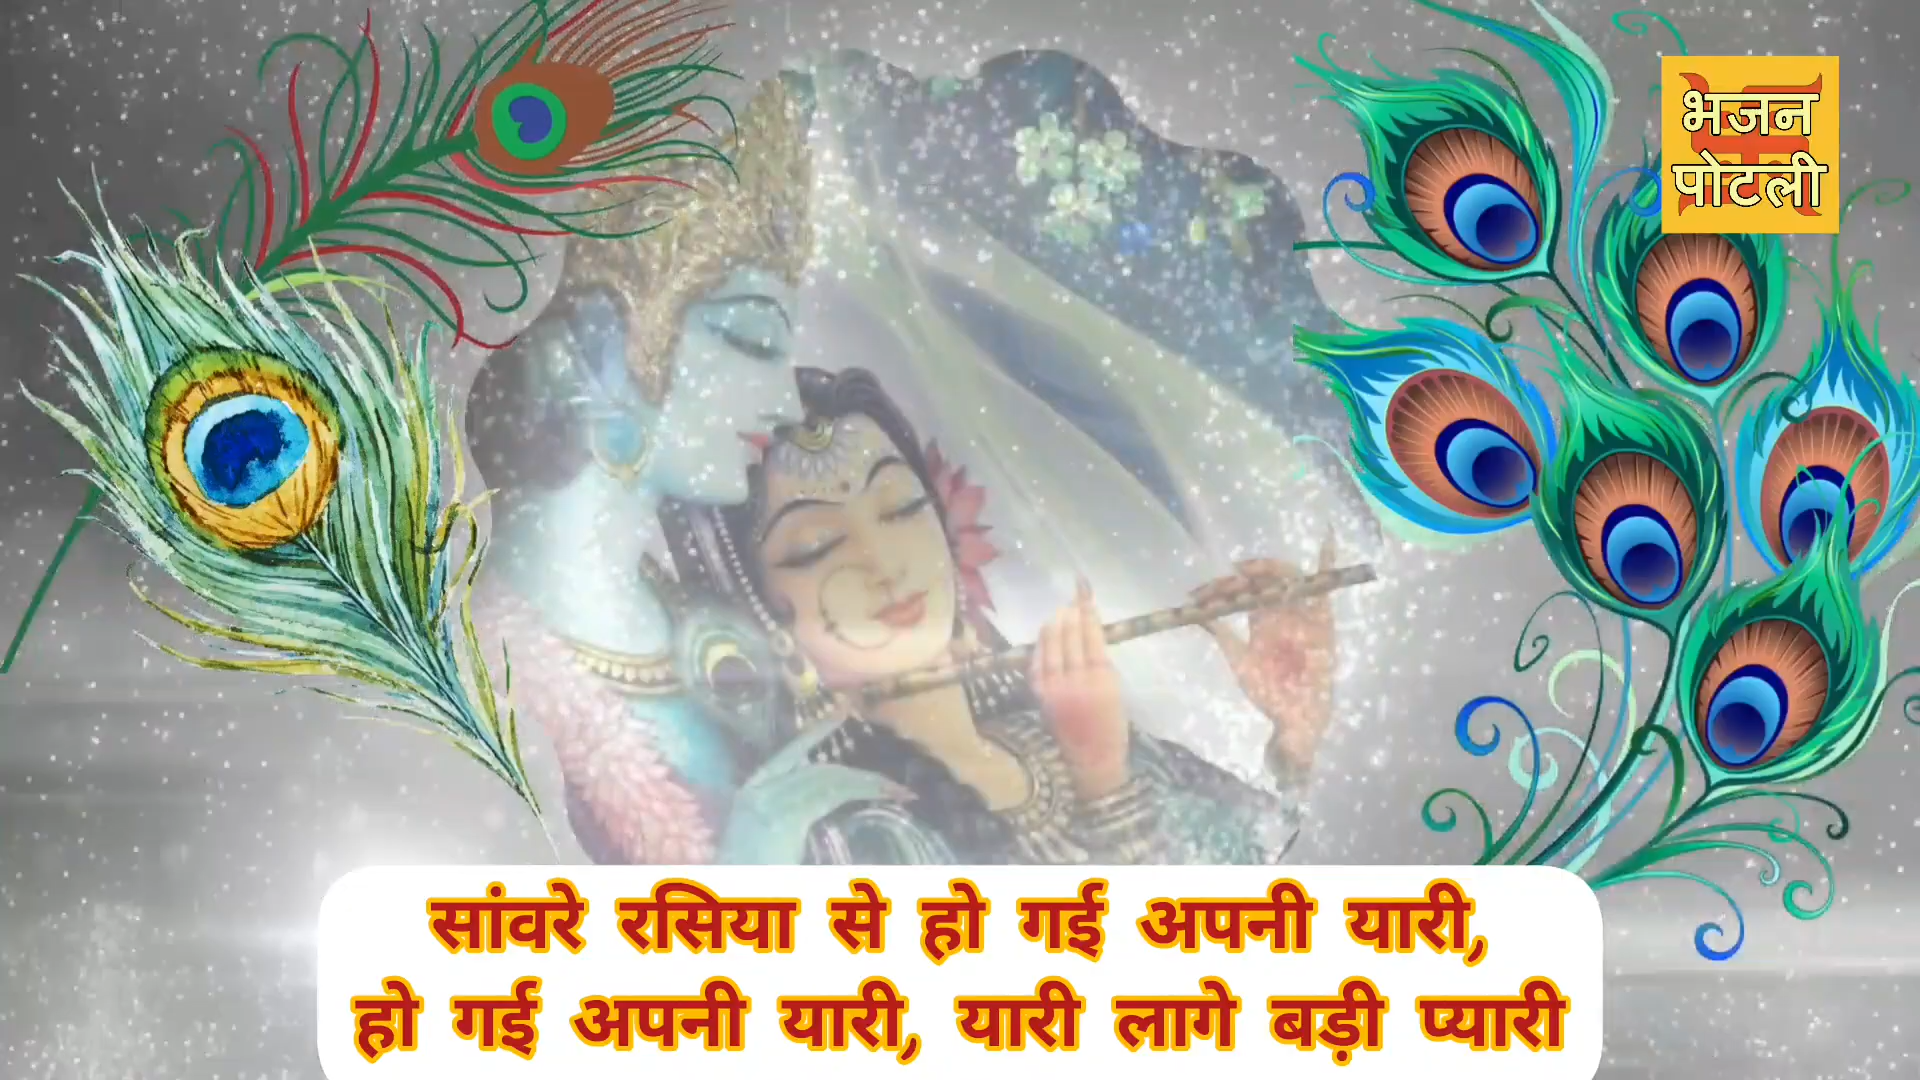 भजन
पोटली
सांवरे रसिया से हो गई अपनी यारी,
हो गई अपनी यारी, यारी लागे बड़ी प्यारी